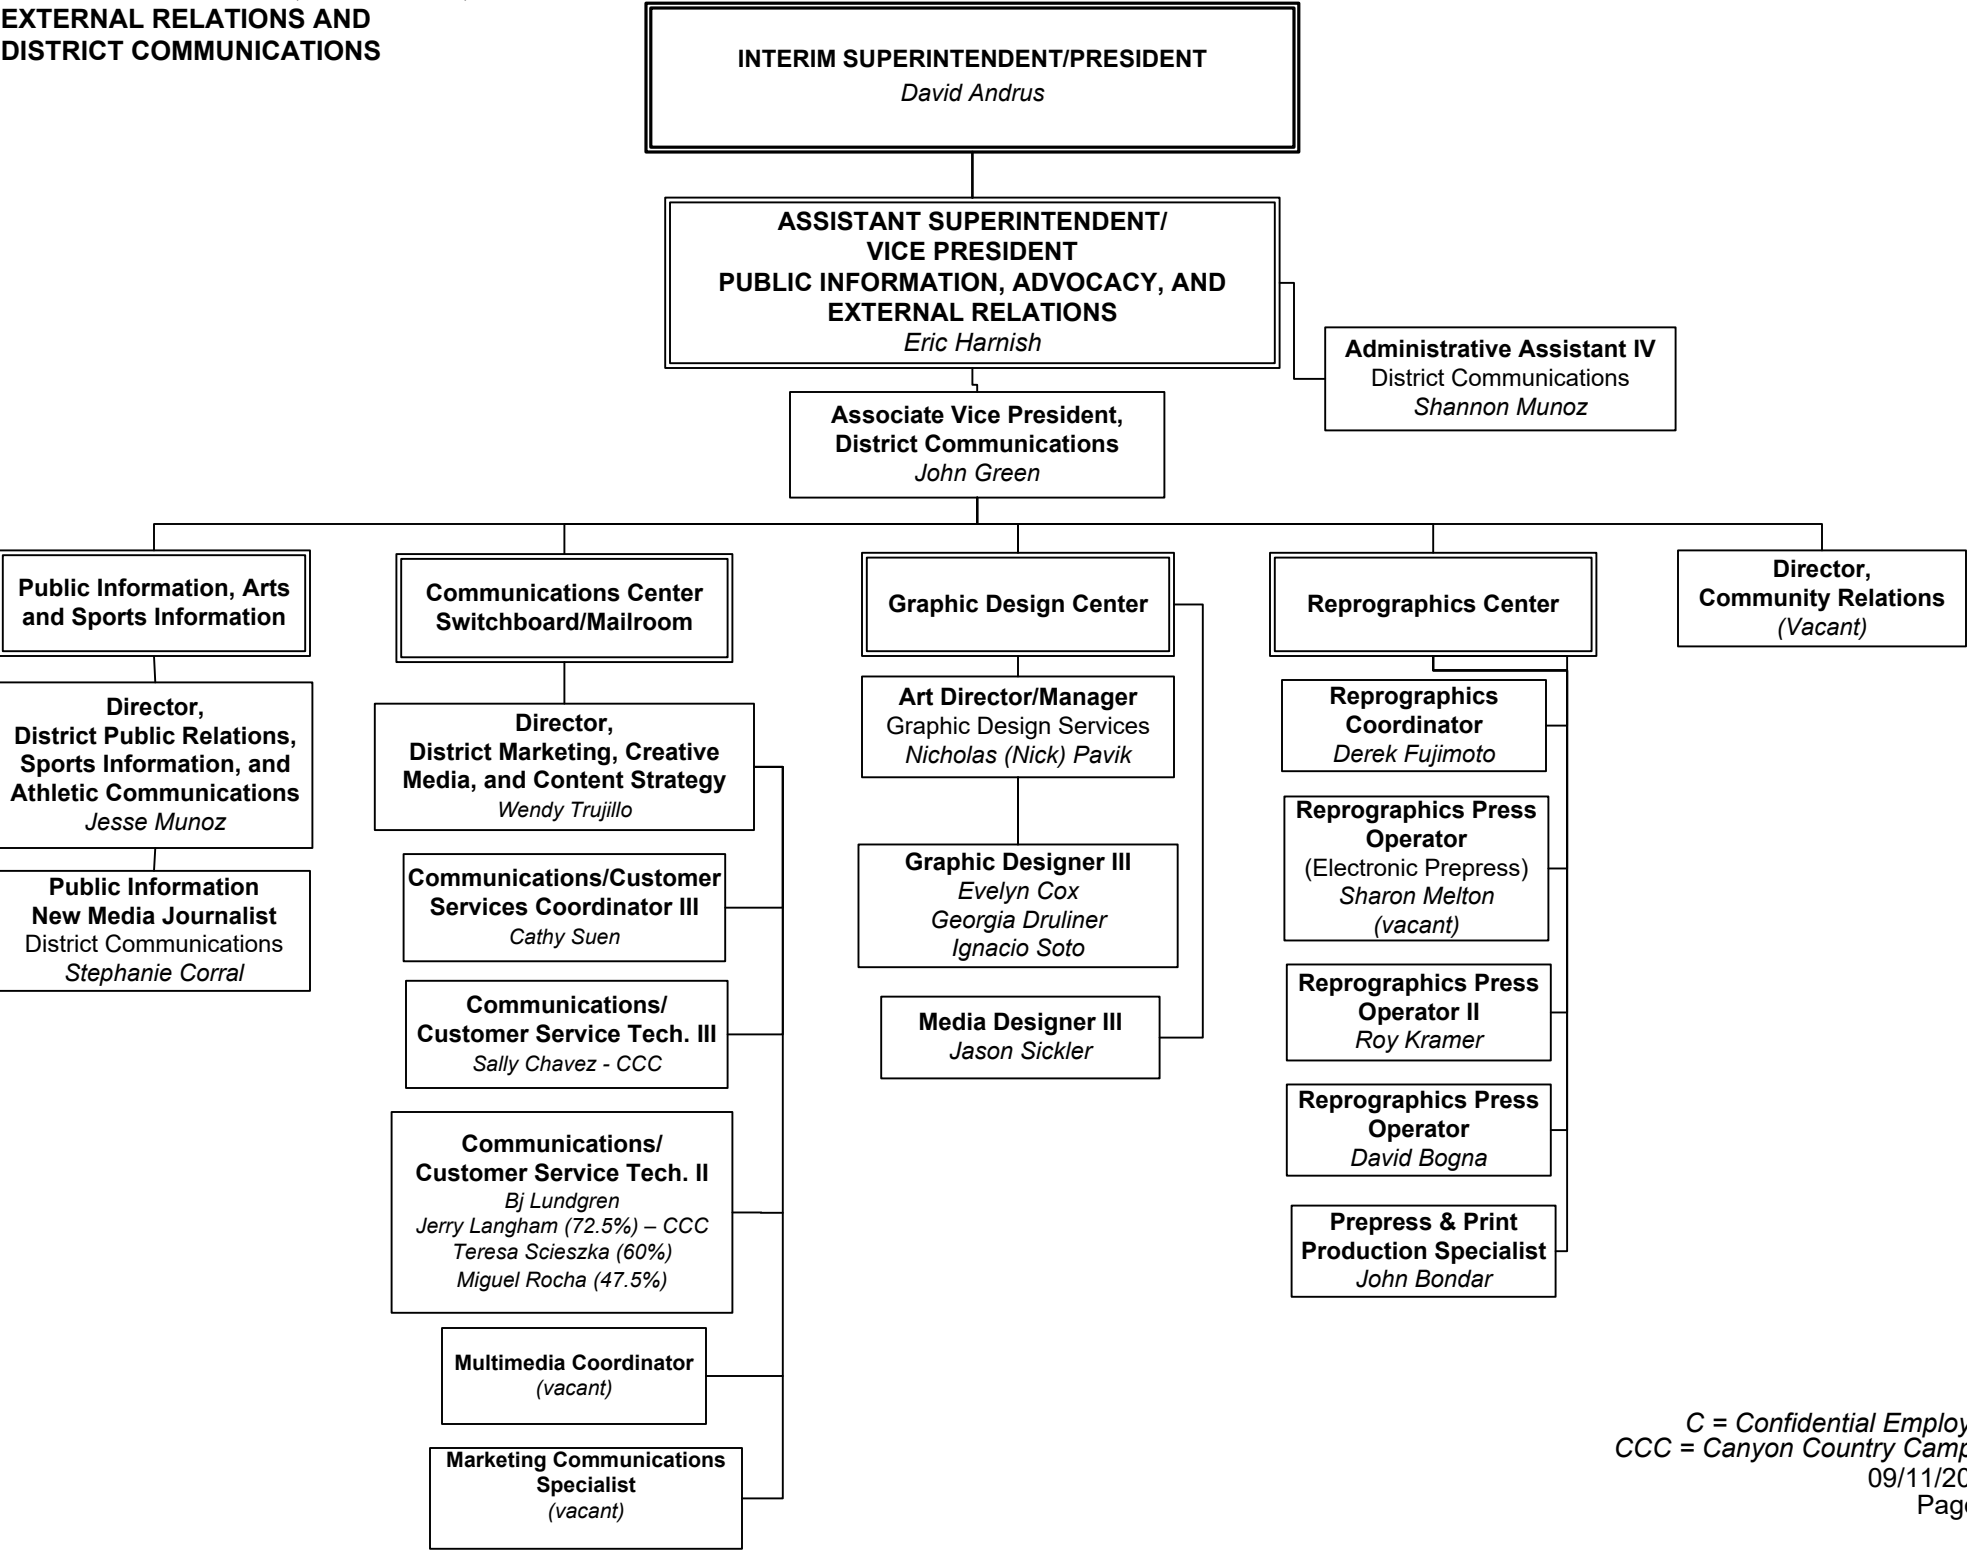 EXTERNAL RELATIONS AND
DISTRICT COMMUNICATIONS
INTERIM SUPERINTENDENT/PRESIDENT
David Andrus
ASSISTANT SUPERINTENDENT/
VICE PRESIDENT
PUBLIC INFORMATION, ADVOCACY, AND
EXTERNAL RELATIONS
Eric Harnish
Administrative Assistant IV
District Communications
Shannon Munoz
Associate Vice President,
District Communications
John Green
Public Information, Arts
and Sports Information
Director,
District Public Relations,
Sports Information, and
Athletic Communications
Jesse Munoz
Public Information
New Media Journalist
District Communications
Stephanie Corral
Communications Center
Switchboard/Mailroom
Director,
District Marketing, Creative
Media, and Content Strategy
Wendy Trujillo
Communications/Customer
Services Coordinator III
Cathy Suen
Communications/
Customer Service Tech. III
Sally Chavez - CCC
Communications/
Customer Service Tech. II
Bj Lundgren
Jerry Langham (72.5%) – CCC
Teresa Scieszka (60%)
Miguel Rocha (47.5%)
Multimedia Coordinator
(vacant)
Marketing Communications
Specialist
(vacant)
Graphic Design Center
Art Director/Manager
Graphic Design Services
Nicholas (Nick) Pavik
Graphic Designer III
Evelyn Cox
Georgia Druliner
Ignacio Soto
Media Designer III
Jason Sickler
Reprographics Center
Reprographics
Coordinator
Derek Fujimoto
Reprographics Press
Operator
(Electronic Prepress)
Sharon Melton
(vacant)
Reprographics Press
Operator II
Roy Kramer
Reprographics Press
Operator
David Bogna
Prepress & Print
Production Specialist
John Bondar
Director,
Community Relations
(Vacant)
C = Confidential Employ
CCC = Canyon Country Camp
09/11/20
Page